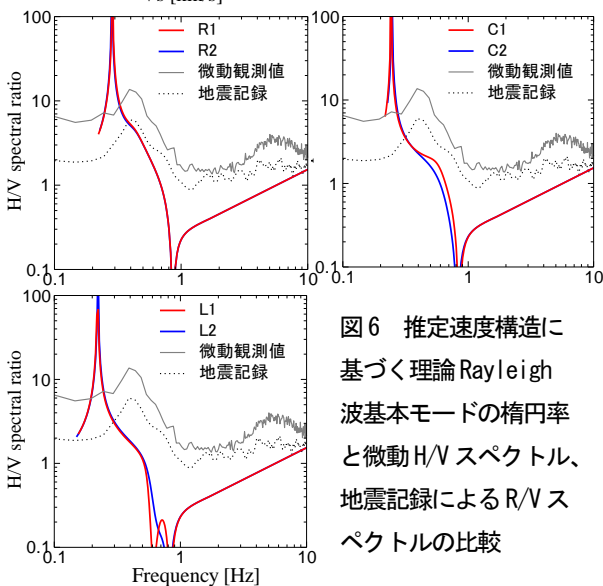 100
10
1
0.1
0.1
1
10
H/V spectral ratio
R1
R2
微動観測値
地震記録
100
10
1
0.1
0.1
1
10
C1
C2
微動観測値
地震記録
100
10
1
0.1
0.1
1
10
H/V spectral ratio
Frequency [Hz]
L1
L2
微動観測値
地震記録
図6 推定速度構造に
基づく理論Rayleigh
波基本モードの楕円率
と微動H/Vスペクトル、
地震記録によるR/Vス
ペクトルの比較